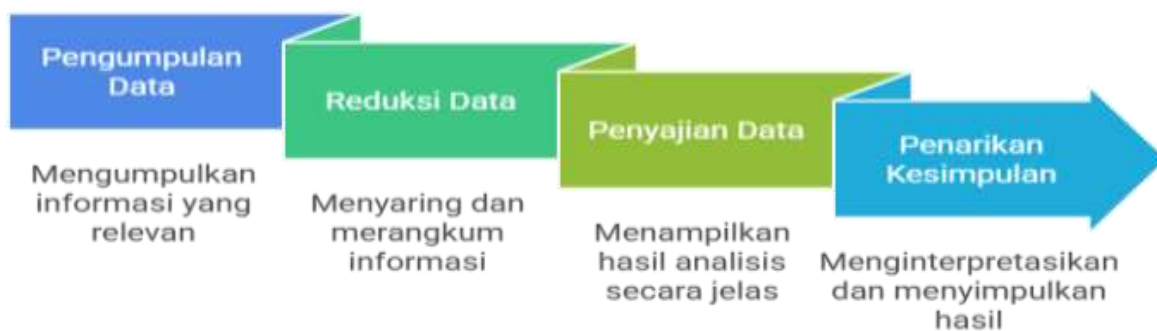 Pengumpulan
Data
Mengumpulkan
informasi yang
relevan
Reduksi Data
Menyaring dan
merangkum
informasi
Penyajian Data
Menampilkan
hasil analisis
secara jelas
Penarikan
Kesimpulan
Menginterpretasikan
dan menyimpulkan
hasil